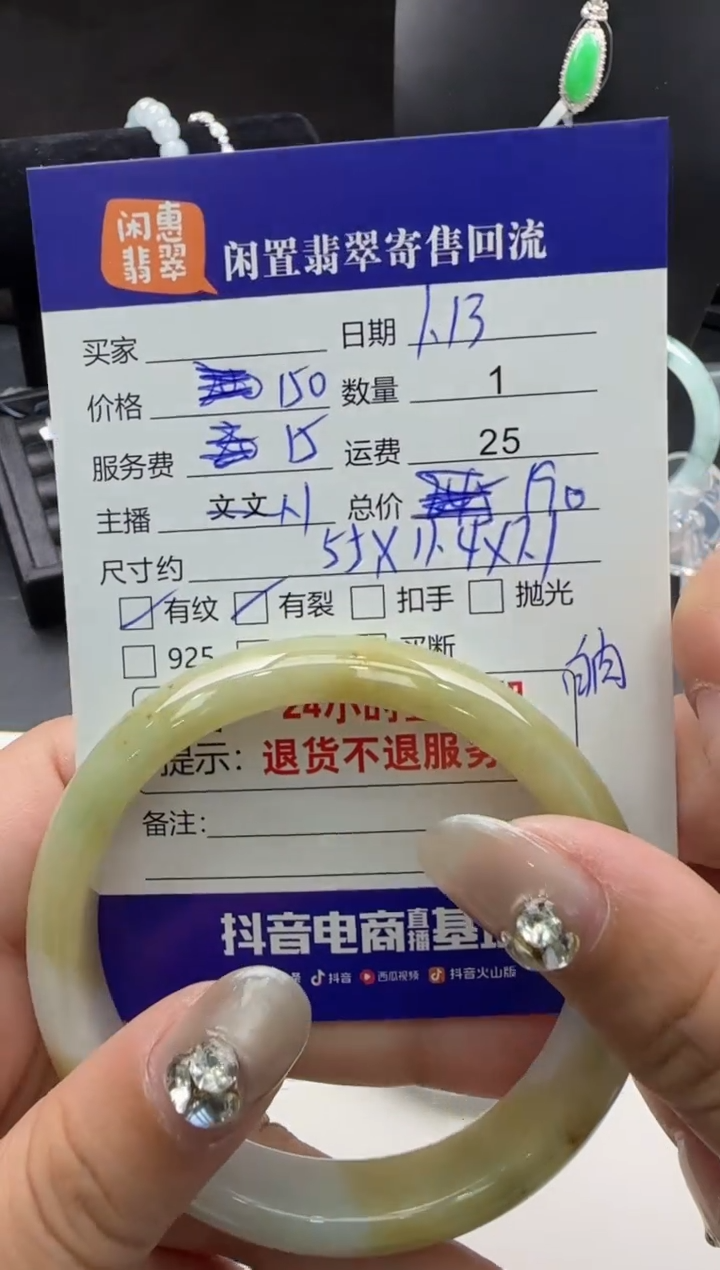 闲惠翡翠
闲置翡翠寄售回流
买家
日期 1.13
价格 150
数量 1
服务费 15
运费 25
主播 文文
总价 190
尺寸约
有纹 有裂 扣手 抛光
925 买断
24小时
提示：退货不退服务
备注：
抖音电商直播基
抖音 西瓜视频 抖音火山版